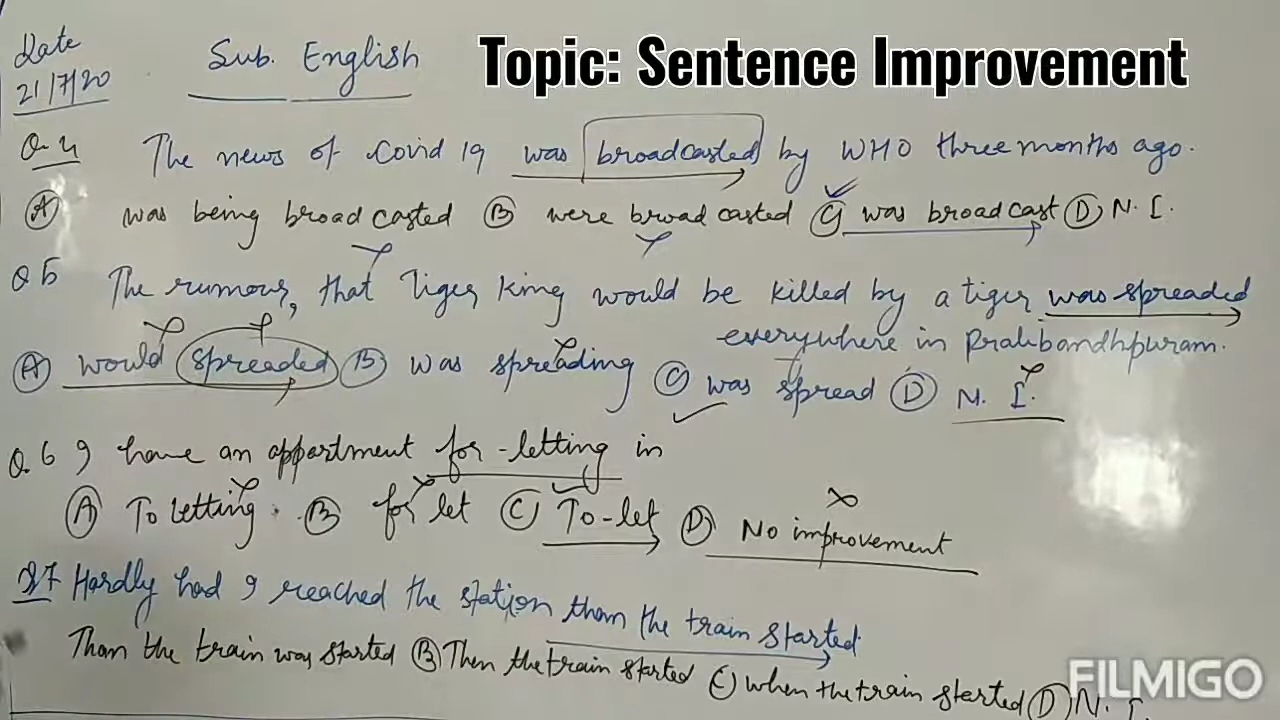 Date
21/7/20
Sub. English
Topic: Sentence Improvement
Q.4 The news of Covid 19 was broadcasted by WHO three months ago.
(A) was being broadcasted (B) were broadcasted (C) was broadcast (D) N.I.
Q5 The rumour, that Tiger King would be killed by a tiger was spreaded
everywhere in Pratibandhpuram.
(A) would spreaded (B) was spreading (C) was spread (D) N.I.
Q.6 I have an appartment for-letting in
(A) To letting. (B) for let (C) To-let (D) No improvement
Q7 Hardly had I reached the station than the train started
Than the train was started (B) Then the train started (C) when the train started (D) N.I.
FILMIGO